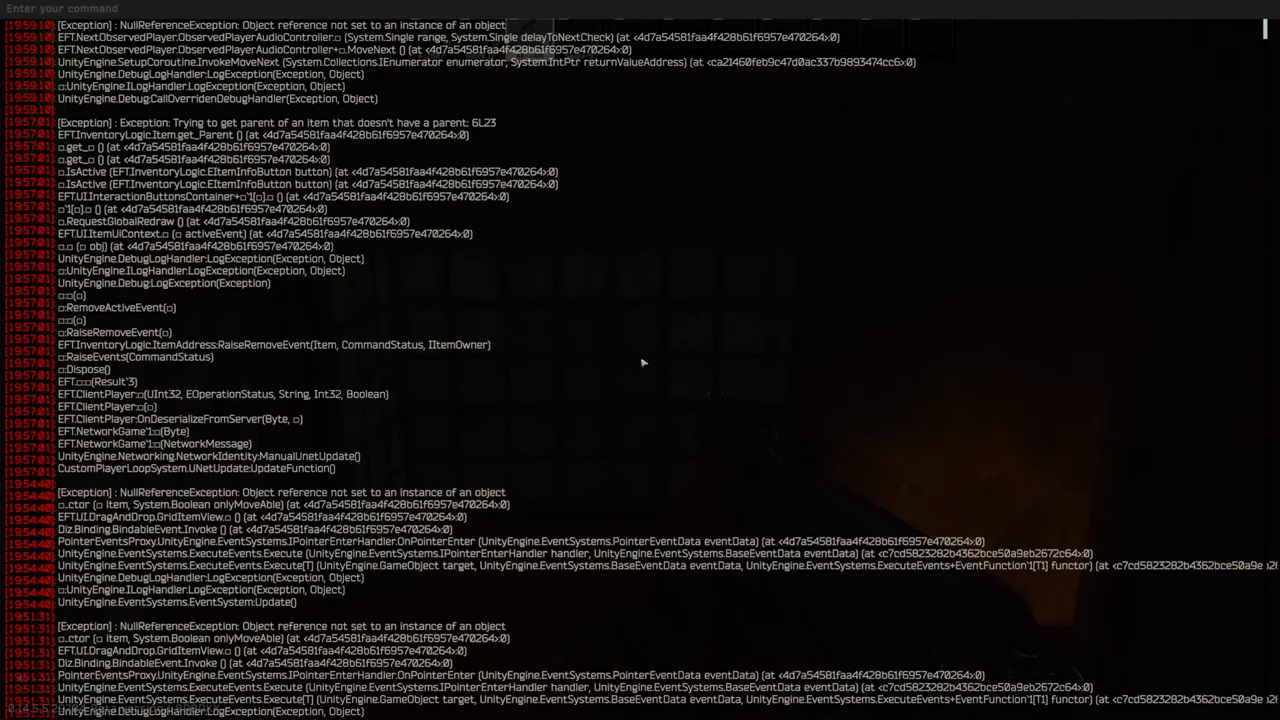 Enter your command
[19:59:10] [Exception] : NullReferenceException: Object reference not set to an instance of an object
[19:59:10] EFT.NextObservedPlayer.ObservedPlayerAudioController.□ (System.Single range, System.Single delayToNextCheck) (at <4d7a54581faa4f428b61f6957e470264>:0)
[19:59:10] EFT.NextObservedPlayer.ObservedPlayerAudioController+□.MoveNext () (at <4d7a54581faa4f428b61f6957e470264>:0)
[19:59:10] UnityEngine.SetupCoroutine.InvokeMoveNext (System.Collections.IEnumerator enumerator, System.IntPtr returnValueAddress) (at <ca21460feb9c47d0ac337b9893474cc6>:0)
[19:59:10] UnityEngine.DebugLogHandler:LogException(Exception, Object)
[19:59:10] □:UnityEngine.ILogHandler.LogException(Exception, Object)
[19:59:10] UnityEngine.Debug:CallOverridenDebugHandler(Exception, Object)
[19:59:10]
[19:57:01] [Exception] : Exception: Trying to get parent of an item that doesn't have a parent: 6L23
[19:57:01] EFT.InventoryLogic.Item.get_Parent () (at <4d7a54581faa4f428b61f6957e470264>:0)
[19:57:01] □.get_□ () (at <4d7a54581faa4f428b61f6957e470264>:0)
[19:57:01] □.get_□ () (at <4d7a54581faa4f428b61f6957e470264>:0)
[19:57:01] □.IsActive (EFT.InventoryLogic.EItemInfoButton button) (at <4d7a54581faa4f428b61f6957e470264>:0)
[19:57:01] □.IsActive (EFT.InventoryLogic.EItemInfoButton button) (at <4d7a54581faa4f428b61f6957e470264>:0)
[19:57:01] EFT.UI.InteractionButtonsContainer+□`1[□].□ () (at <4d7a54581faa4f428b61f6957e470264>:0)
[19:57:01] □`1[□].□ () (at <4d7a54581faa4f428b61f6957e470264>:0)
[19:57:01] □.RequestGlobalRedraw () (at <4d7a54581faa4f428b61f6957e470264>:0)
[19:57:01] EFT.UI.ItemUiContext.□ (□ activeEvent) (at <4d7a54581faa4f428b61f6957e470264>:0)
[19:57:01] □.□ (□ obj) (at <4d7a54581faa4f428b61f6957e470264>:0)
[19:57:01] UnityEngine.DebugLogHandler:LogException(Exception, Object)
[19:57:01] □:UnityEngine.ILogHandler.LogException(Exception, Object)
[19:57:01] UnityEngine.Debug:LogException(Exception)
[19:57:01] □:□(□)
[19:57:01] □:RemoveActiveEvent(□)
[19:57:01] □:□(□)
[19:57:01] □:RaiseRemoveEvent(□)
[19:57:01] EFT.InventoryLogic.ItemAddress:RaiseRemoveEvent(Item, CommandStatus, IItemOwner)
[19:57:01] □:RaiseEvents(CommandStatus)
[19:57:01] □:Dispose()
[19:57:01] EFT.□:□(Result`3)
[19:57:01] EFT.ClientPlayer:□(UInt32, EOperationStatus, String, Int32, Boolean)
[19:57:01] EFT.ClientPlayer:□(□)
[19:57:01] EFT.ClientPlayer:OnDeserializeFromServer(Byte, □)
[19:57:01] EFT.NetworkGame`1:□(Byte)
[19:57:01] EFT.NetworkGame`1:□(NetworkMessage)
[19:57:01] UnityEngine.Networking.NetworkIdentity:ManualUnetUpdate()
[19:57:01] CustomPlayerLoopSystem.UNetUpdate:UpdateFunction()
[19:54:40]
[19:54:40] [Exception] : NullReferenceException: Object reference not set to an instance of an object
[19:54:40] □..ctor (□ item, System.Boolean onlyMoveAble) (at <4d7a54581faa4f428b61f6957e470264>:0)
[19:54:40] EFT.UI.DragAndDrop.GridItemView.□ () (at <4d7a54581faa4f428b61f6957e470264>:0)
[19:54:40] Diz.Binding.BindableEvent.Invoke () (at <4d7a54581faa4f428b61f6957e470264>:0)
[19:54:40] PointerEventsProxy.UnityEngine.EventSystems.IPointerEnterHandler.OnPointerEnter (UnityEngine.EventSystems.PointerEventData eventData) (at <4d7a54581faa4f428b61f6957e470264>:0)
[19:54:40] UnityEngine.EventSystems.ExecuteEvents.Execute (UnityEngine.EventSystems.IPointerEnterHandler handler, UnityEngine.EventSystems.BaseEventData eventData) (at <c7cd5823282b4362bce50a9eb2672c64>:0)
[19:54:40] UnityEngine.EventSystems.ExecuteEvents.Execute[T] (UnityEngine.GameObject target, UnityEngine.EventSystems.BaseEventData eventData, UnityEngine.EventSystems.ExecuteEvents+EventFunction`1[T1] functor) (at <c7cd5823282b4362bce50a9eb26
[19:54:40] UnityEngine.DebugLogHandler:LogException(Exception, Object)
[19:54:40] □:UnityEngine.ILogHandler.LogException(Exception, Object)
[19:54:40] UnityEngine.EventSystems.EventSystem:Update()
[19:51:31]
[19:51:31] [Exception] : NullReferenceException: Object reference not set to an instance of an object
[19:51:31] □..ctor (□ item, System.Boolean onlyMoveAble) (at <4d7a54581faa4f428b61f6957e470264>:0)
[19:51:31] EFT.UI.DragAndDrop.GridItemView.□ () (at <4d7a54581faa4f428b61f6957e470264>:0)
[19:51:31] Diz.Binding.BindableEvent.Invoke () (at <4d7a54581faa4f428b61f6957e470264>:0)
[19:51:31] PointerEventsProxy.UnityEngine.EventSystems.IPointerEnterHandler.OnPointerEnter (UnityEngine.EventSystems.PointerEventData eventData) (at <4d7a54581faa4f428b61f6957e470264>:0)
[19:51:31] UnityEngine.EventSystems.ExecuteEvents.Execute (UnityEngine.EventSystems.IPointerEnterHandler handler, UnityEngine.EventSystems.BaseEventData eventData) (at <c7cd5823282b4362bce50a9eb2672c64>:0)
[19:51:31] UnityEngine.EventSystems.ExecuteEvents.Execute[T] (UnityEngine.GameObject target, UnityEngine.EventSystems.BaseEventData eventData, UnityEngine.EventSystems.ExecuteEvents+EventFunction`1[T1] functor) (at <c7cd5823282b4362bce50a9eb26
UnityEngine.DebugLogHandler:LogException(Exception, Object)